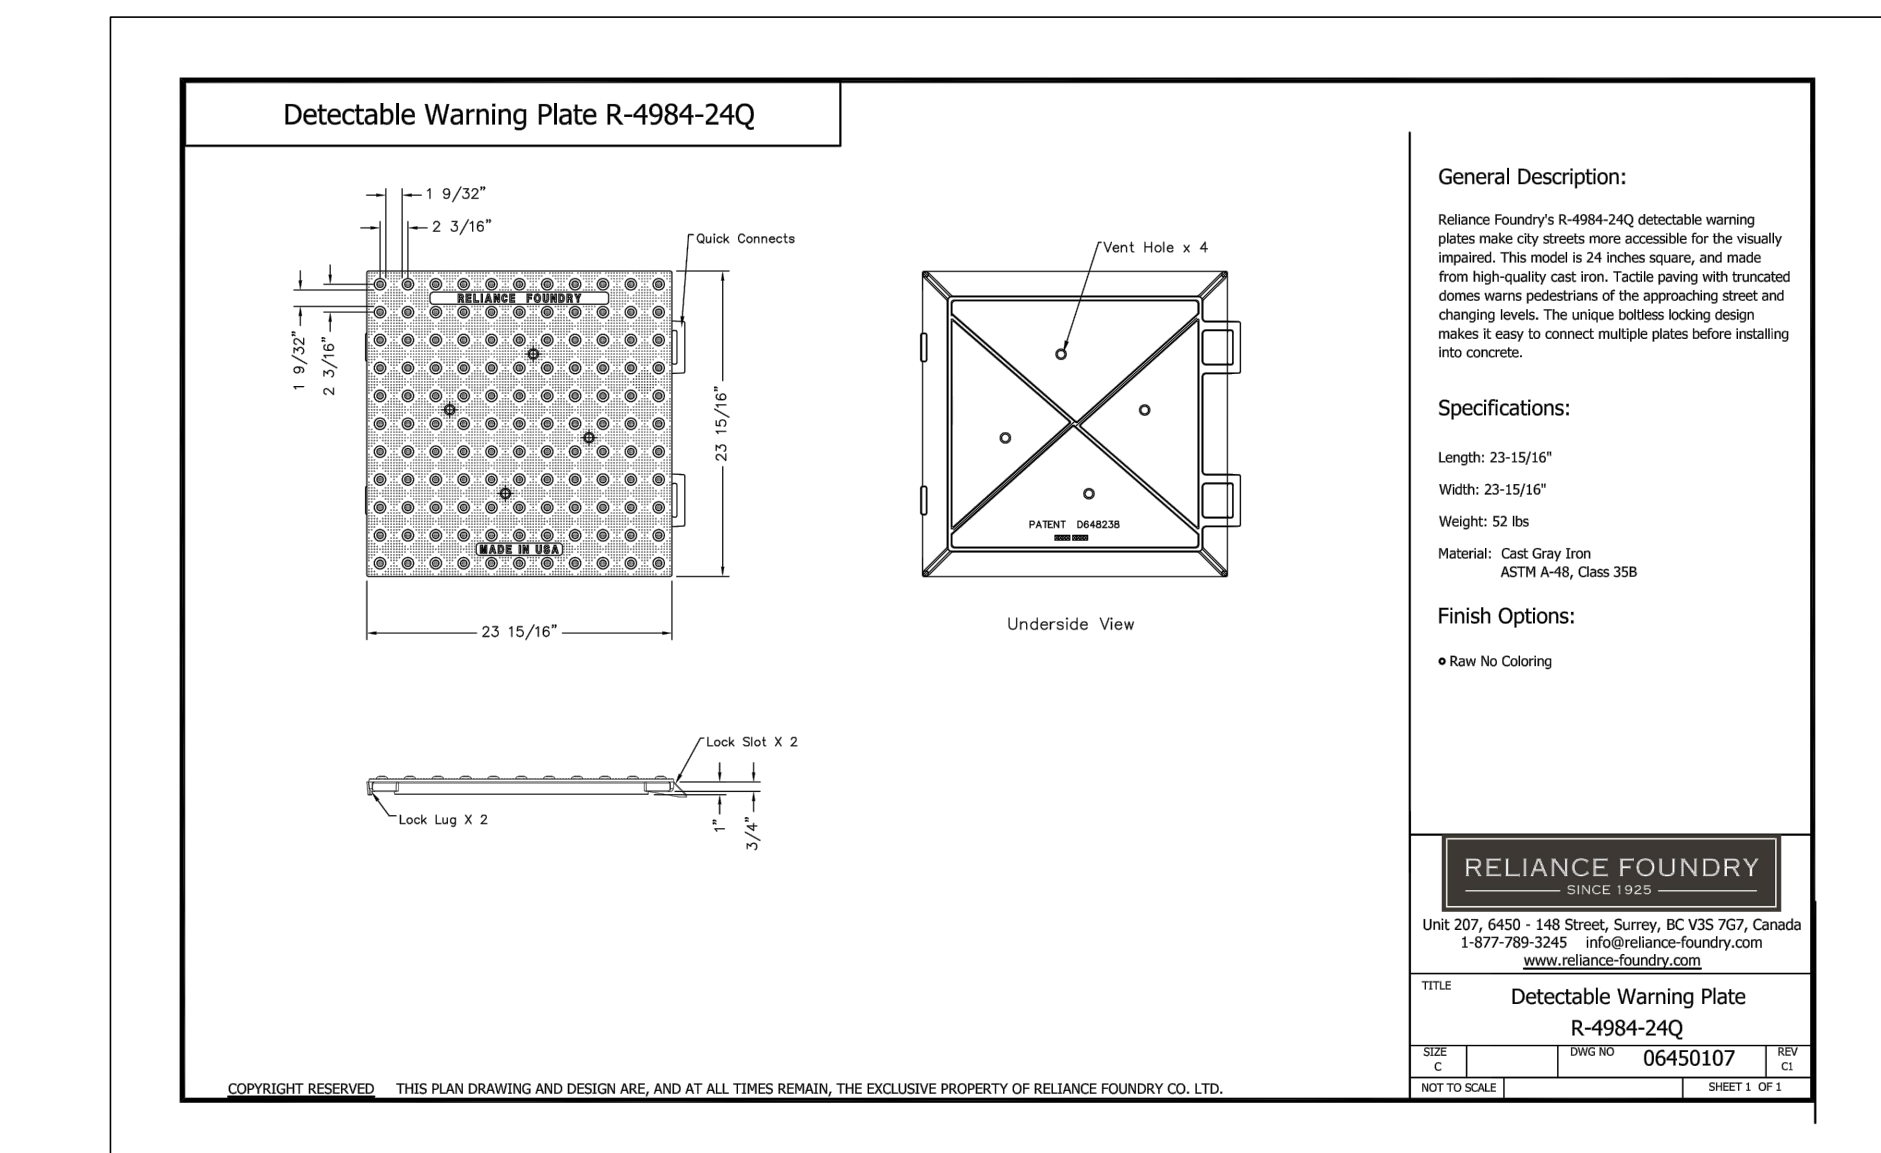 Detectable Warning Plate R-4984-24Q
1 9/32"
2 3/16"
Quick Connects
RELIANCE FOUNDRY
1 9/32"
2 3/16"
23 15/16"
MADE IN USA
23 15/16"
Vent Hole x 4
PATENT D648238
Underside View
Lock Slot X 2
Lock Lug X 2
1"
3/4"
General Description:
Reliance Foundry's R-4984-24Q detectable warning
plates make city streets more accessible for the visually
impaired. This model is 24 inches square, and made
from high-quality cast iron. Tactile paving with truncated
domes warns pedestrians of the approaching street and
changing levels. The unique boltless locking design
makes it easy to connect multiple plates before installing
into concrete.
Specifications:
Length: 23-15/16"
Width: 23-15/16"
Weight: 52 lbs
Material: Cast Gray Iron
ASTM A-48, Class 35B
Finish Options:
Raw No Coloring
RELIANCE FOUNDRY
SINCE 1925
Unit 207, 6450 - 148 Street, Surrey, BC V3S 7G7, Canada
1-877-789-3245 info@reliance-foundry.com
www.reliance-foundry.com
TITLE
Detectable Warning Plate
R-4984-24Q
SIZE
C
DWG NO
06450107
REV
C1
NOT TO SCALE
SHEET 1 OF 1
COPYRIGHT RESERVED THIS PLAN DRAWING AND DESIGN ARE, AND AT ALL TIMES REMAIN, THE EXCLUSIVE PROPERTY OF RELIANCE FOUNDRY CO. LTD.